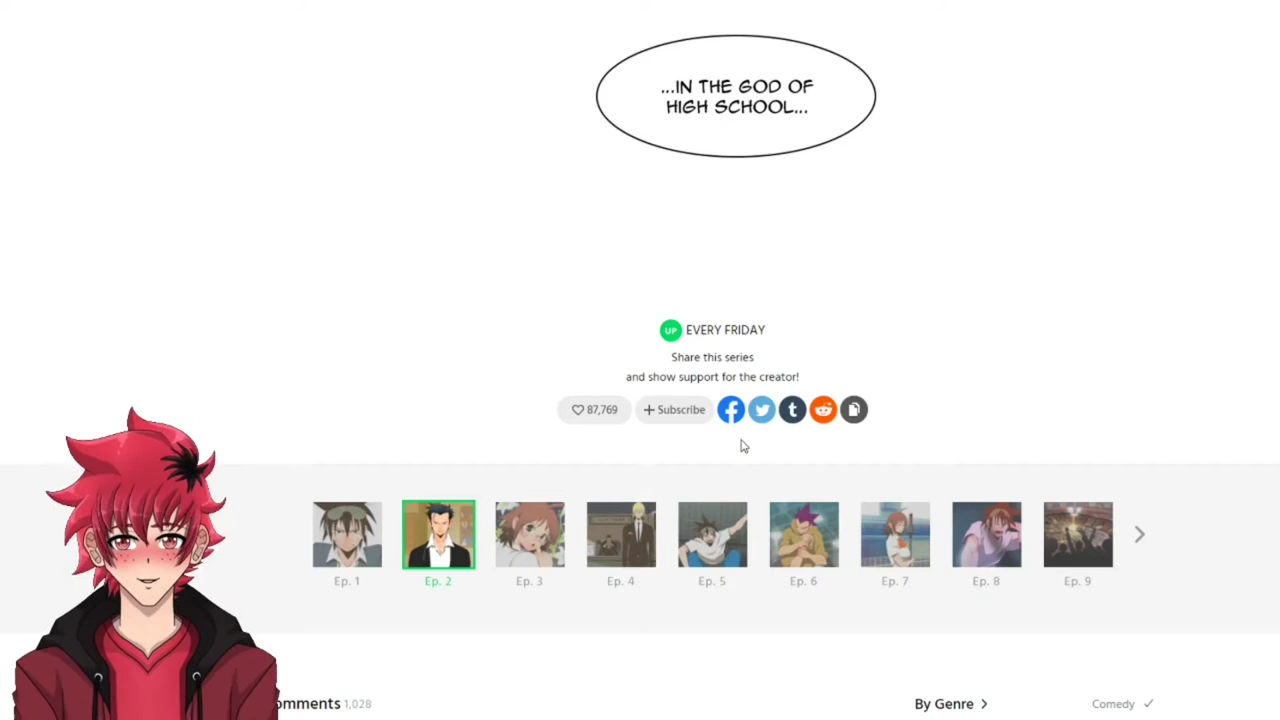 ...IN THE GOD OF
HIGH SCHOOL...
UP EVERY FRIDAY
Share this series
and show support for the creator!
87,769
+ Subscribe
Ep. 1
Ep. 2
Ep. 3
Ep. 4
Ep. 5
Ep. 6
Ep. 7
Ep. 8
Ep. 9
omments 1,028
By Genre
Comedy